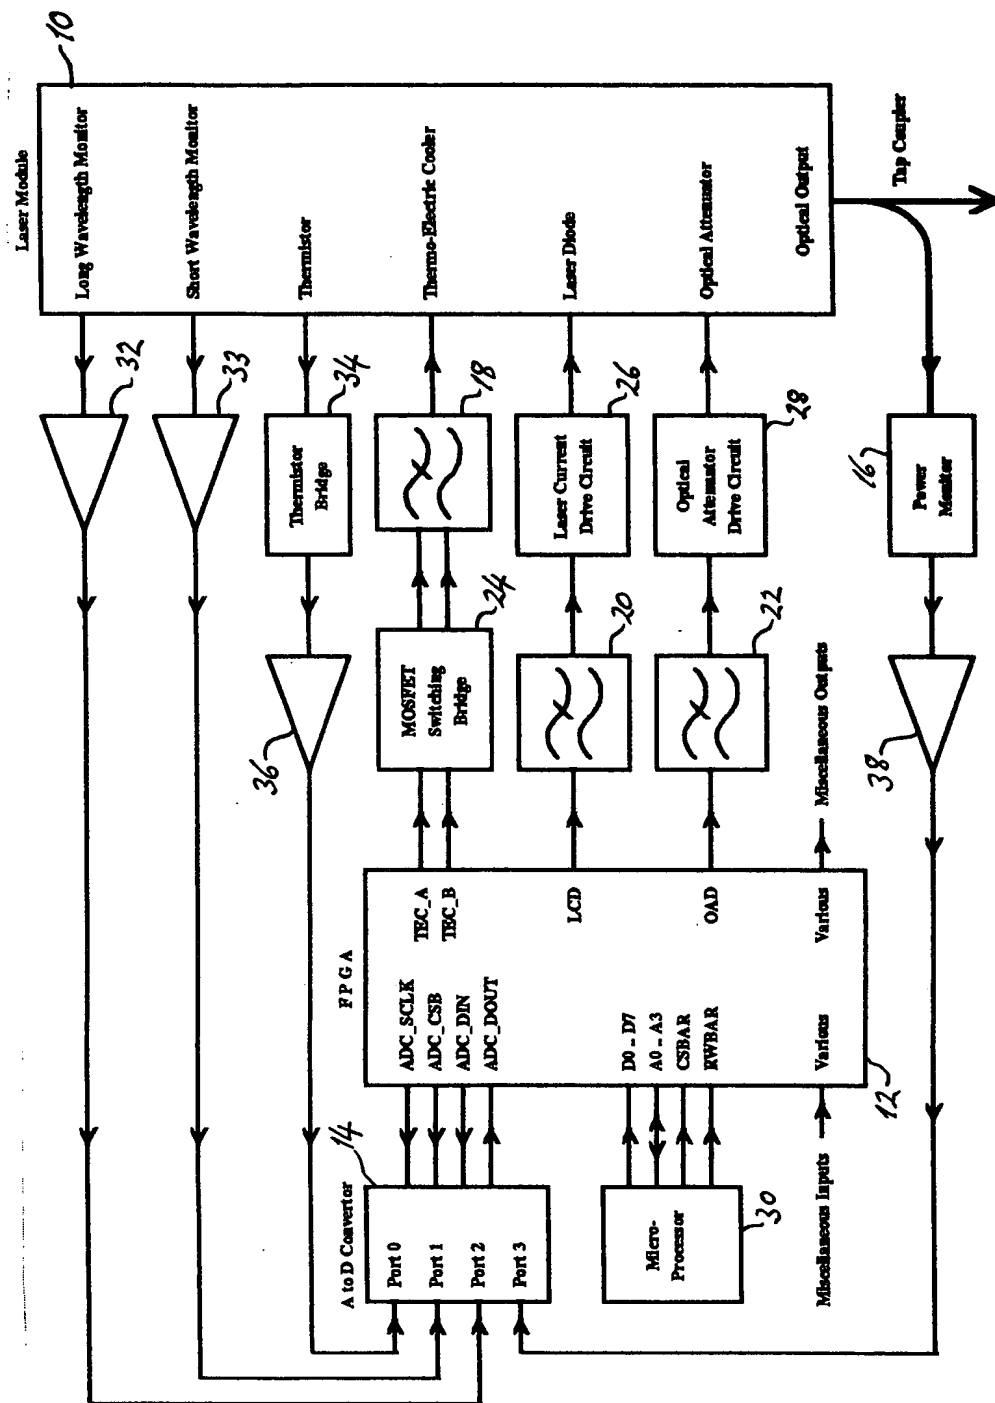 Laser Module
10
Long Wavelength Monitor
Short Wavelength Monitor
Thermistor
Thermo-Electric Cooler
Laser Diode
Optical Attenuator
Optical Output
Tap Coupler
32
33
34
Thermistor
Bridge
18
26
Laser Current
Drive Circuit
28
Optical
Attenuator
Drive Circuit
16
Power
Monitor
36
24
MOSFET
Switching
Bridge
20
22
38
Miscellaneous Outputs
FPGA
TEC_A
TEC_B
LCD
OAD
Various
ADC_SCLK
ADC_CSB
ADC_DIN
ADC_DOUT
D0 - D7
A0 - A3
CSBAR
RWBAR
Various
12
A to D Convertor
14
Port 0
Port 1
Port 2
Port 3
Micro-
Processor
30
Miscellaneous Inputs